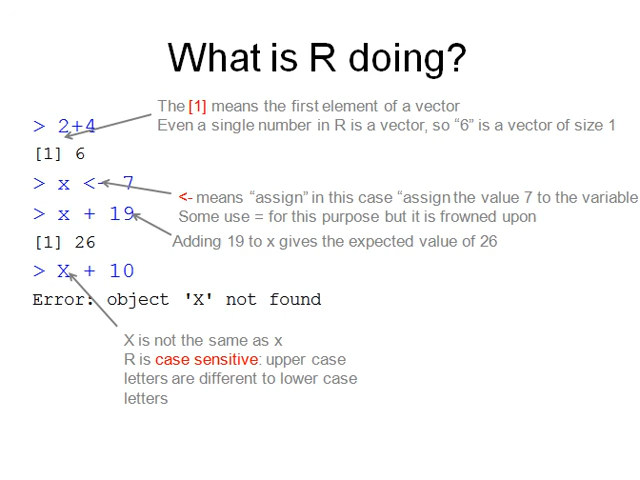 What is R doing?
The [1] means the first element of a vector
Even a single number in R is a vector, so “6” is a vector of size 1
> 2+4
[1] 6
> x <- 7
<- means “assign” in this case “assign the value 7 to the variable
Some use = for this purpose but it is frowned upon
> x + 19
Adding 19 to x gives the expected value of 26
[1] 26
> X + 10
Error: object 'X' not found
X is not the same as x
R is case sensitive: upper case
letters are different to lower case
letters